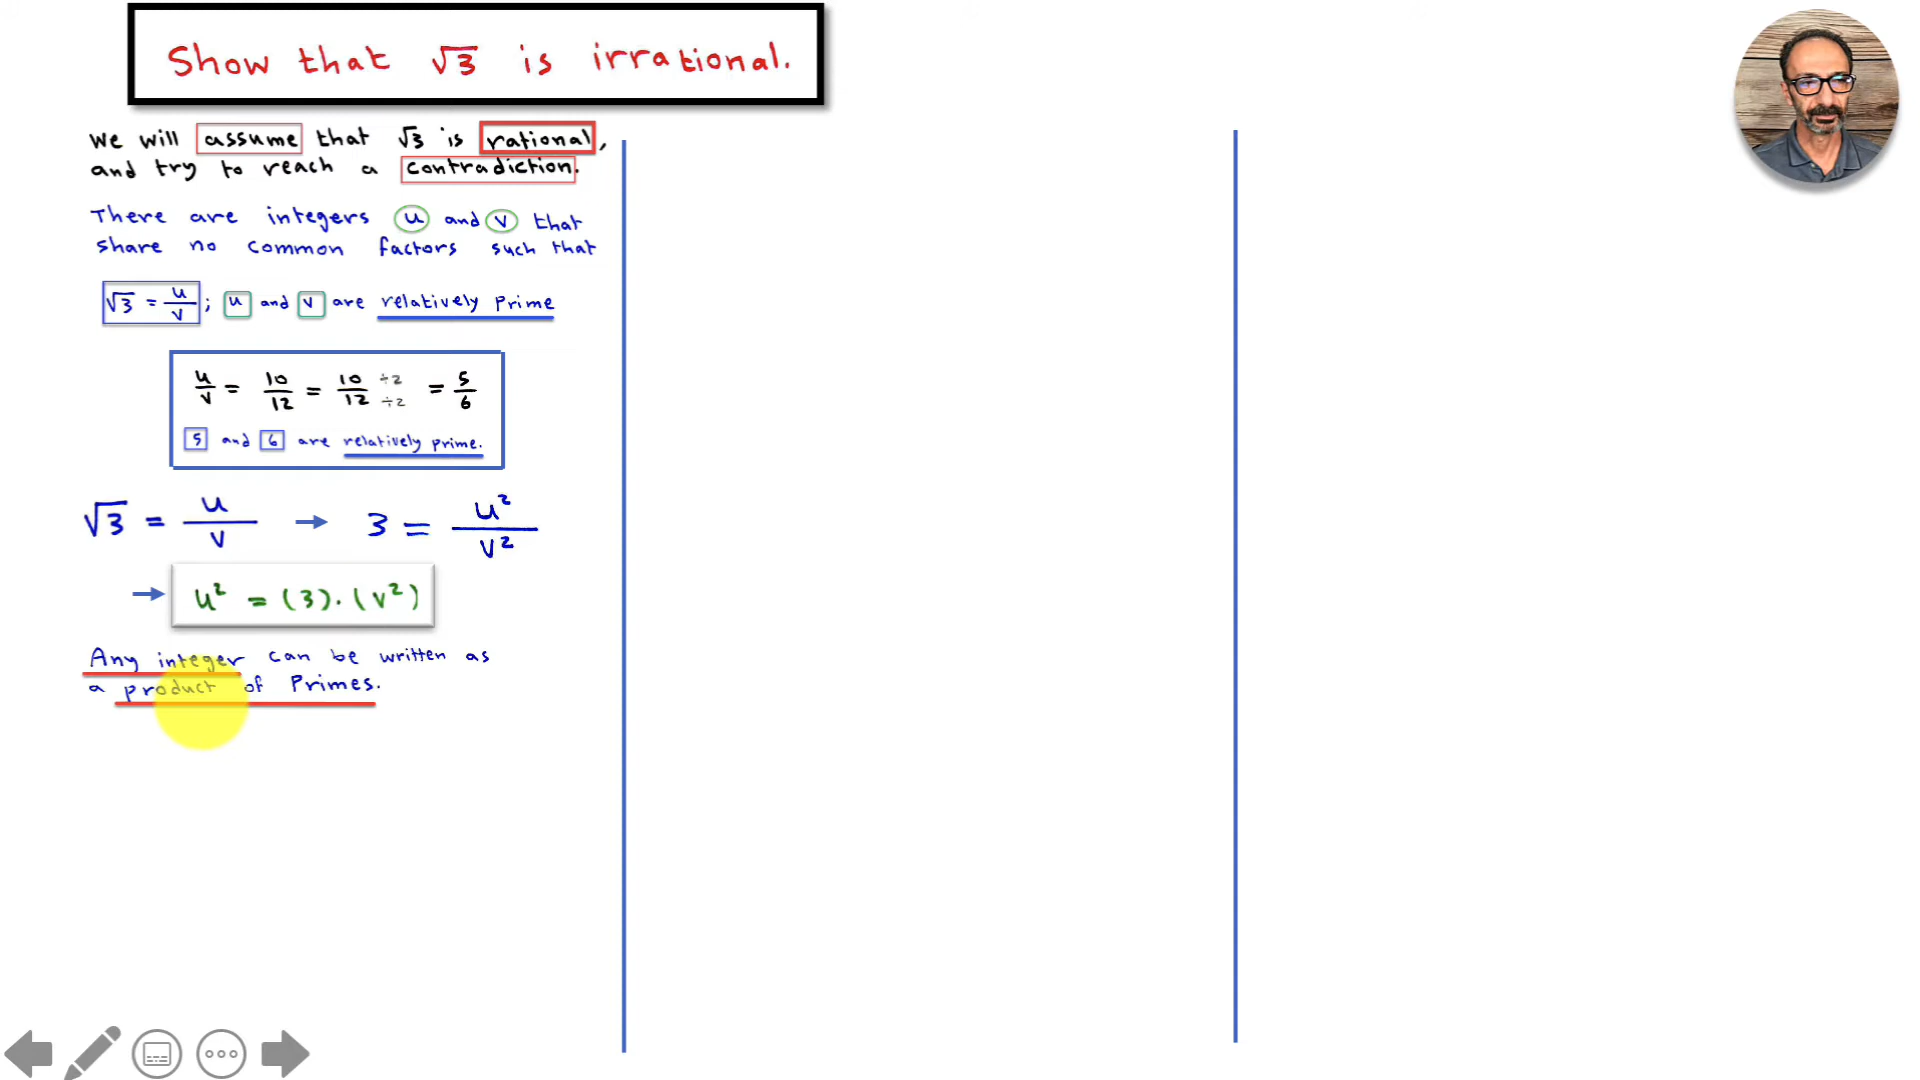 Show that √3 is irrational.
We will assume that √3 is rational,
and try to reach a contradiction.
There are integers u and v that
share no common factors such that
√3 = u/v ; u and v are relatively prime
u/v = 10/12 = 10 ÷2 / 12 ÷2 = 5/6
5 and 6 are relatively prime.
√3 = u/v → 3 = u²/v²
→ u² = (3).(v²)
Any integer can be written as
a product of Primes.